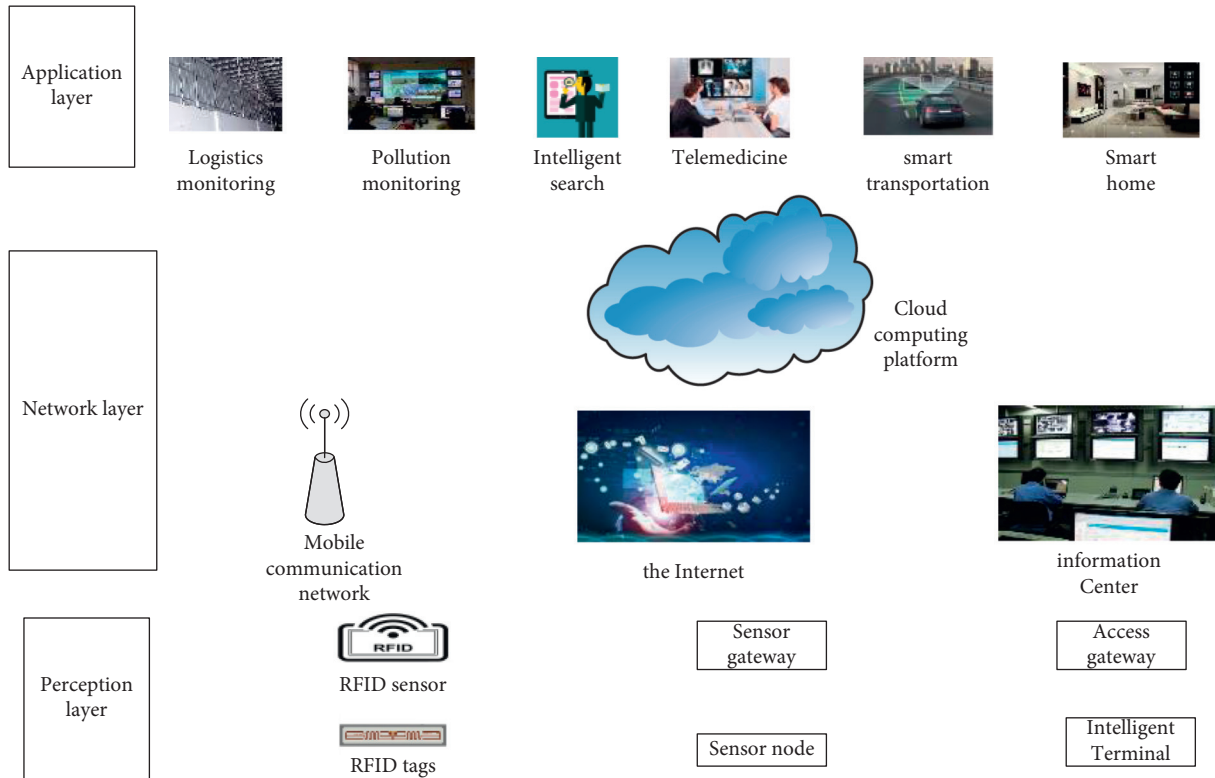 Application
layer
Logistics
monitoring
Pollution
monitoring
Intelligent
search
Telemedicine
smart
transportation
Smart
home
Cloud
computing
platform
Network layer
Mobile
communication
network
the Internet
information
Center
Perception
layer
RFID
RFID sensor
Sensor
gateway
Access
gateway
RFID tags
Sensor node
Intelligent
Terminal